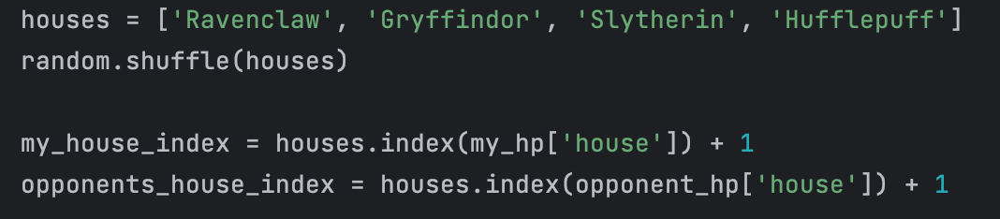 houses = ['Ravenclaw', 'Gryffindor', 'Slytherin', 'Hufflepuff']
random.shuffle(houses)
my_house_index = houses.index(my_hp['house']) + 1
opponents_house_index = houses.index(opponent_hp['house']) + 1